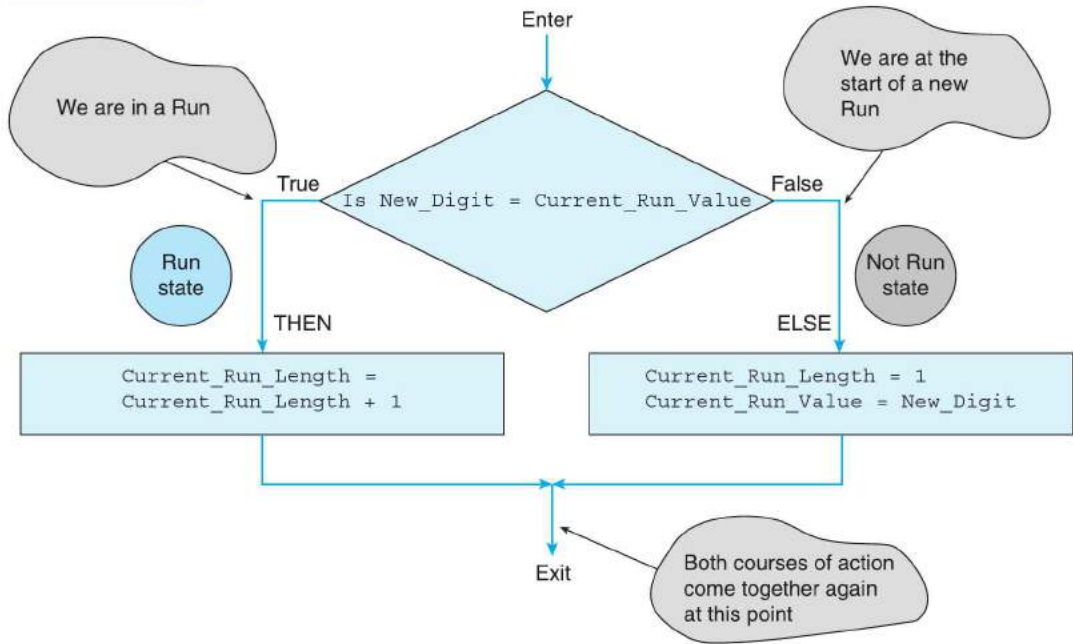 Enter
We are in a Run
We are at the
start of a new
Run
True
Is New_Digit = Current_Run_Value
False
Run
state
Not Run
state
THEN
ELSE
Current_Run_Length =
Current_Run_Length + 1
Current_Run_Length = 1
Current_Run_Value = New_Digit
Exit
Both courses of action
come together again
at this point